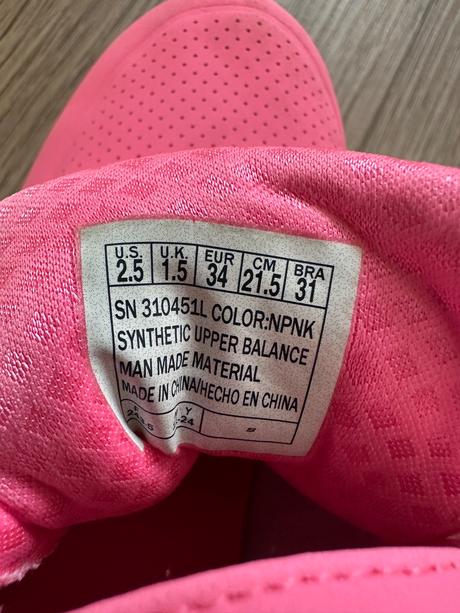 U.S. U.K. EUR CM BRA
2.5 1.5 34 21.5 31
SN 310451L COLOR:NPNK
SYNTHETIC UPPER BALANCE
MAN MADE MATERIAL
MADE IN CHINA/HECHO EN CHINA
Y
S